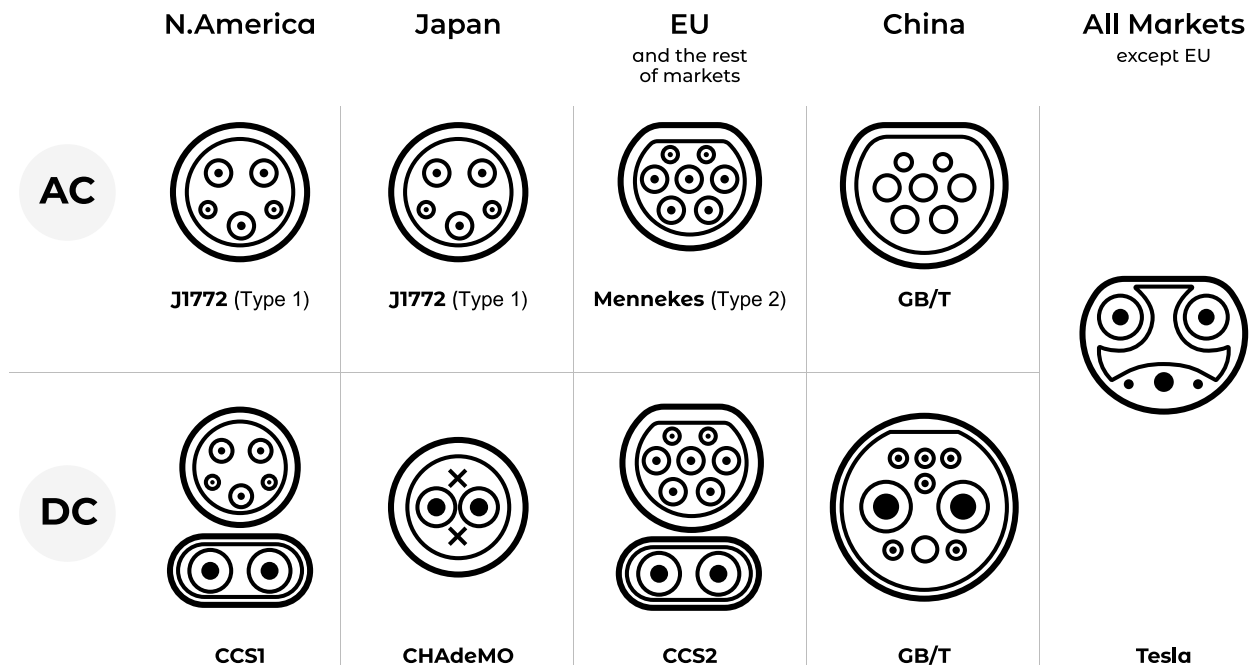 N.America
Japan
EU
and the rest
of markets
China
All Markets
except EU
AC
J1772 (Type 1)
J1772 (Type 1)
Mennekes (Type 2)
GB/T
DC
CCS1
CHAdeMO
CCS2
GB/T
Tesla